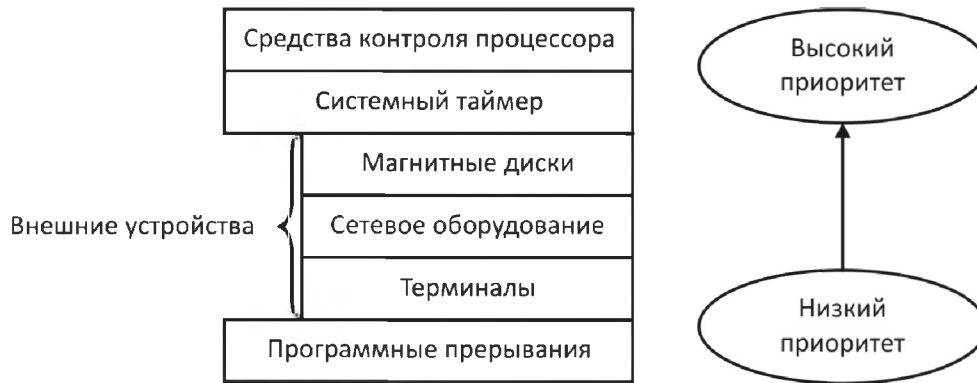 Средства контроля процессора
Системный таймер
Магнитные диски
Внешние устройства
Сетевое оборудование
Терминалы
Программные прерывания
Высокий
приоритет
Низкий
приоритет